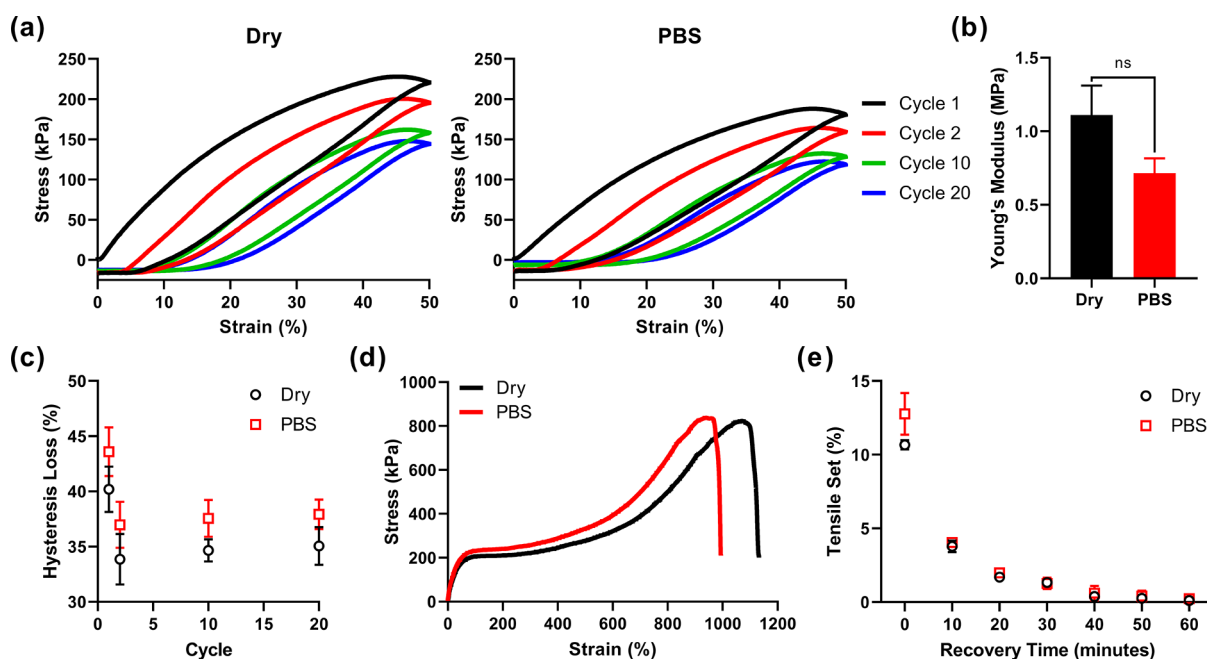 (a)
Dry
PBS
(b)
Stress (kPa)
250
200
150
100
50
0
0
10
20
30
40
50
Strain (%)
Stress (kPa)
250
200
150
100
50
0
0
10
20
30
40
50
Strain (%)
Cycle 1
Cycle 2
Cycle 10
Cycle 20
Young's Modulus (MPa)
1.5
1.0
0.5
0.0
ns
Dry
PBS
(c)
Hysteresis Loss (%)
50
45
40
35
30
0
5
10
15
20
Cycle
Dry
PBS
(d)
Stress (kPa)
1000
800
600
400
200
0
0
200
400
600
800
1000
1200
Strain (%)
Dry
PBS
(e)
Tensile Set (%)
15
10
5
0
0
10
20
30
40
50
60
Recovery Time (minutes)
Dry
PBS